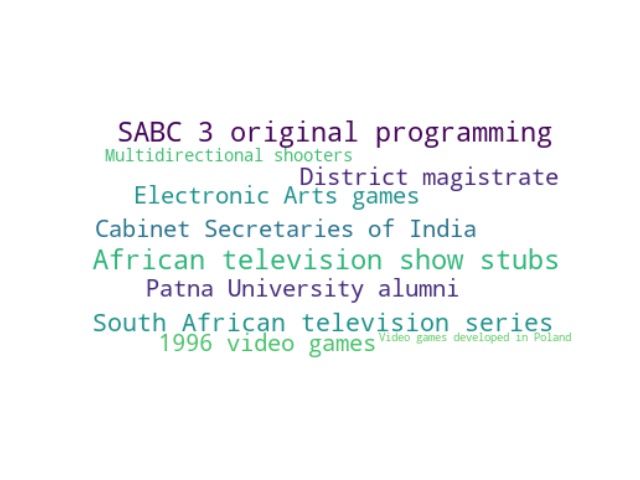 SABC 3 original programming
Multidirectional shooters
District magistrate
Electronic Arts games
Cabinet Secretaries of India
African television show stubs
Patna University alumni
South African television series
Video games developed in Poland
1996 video games